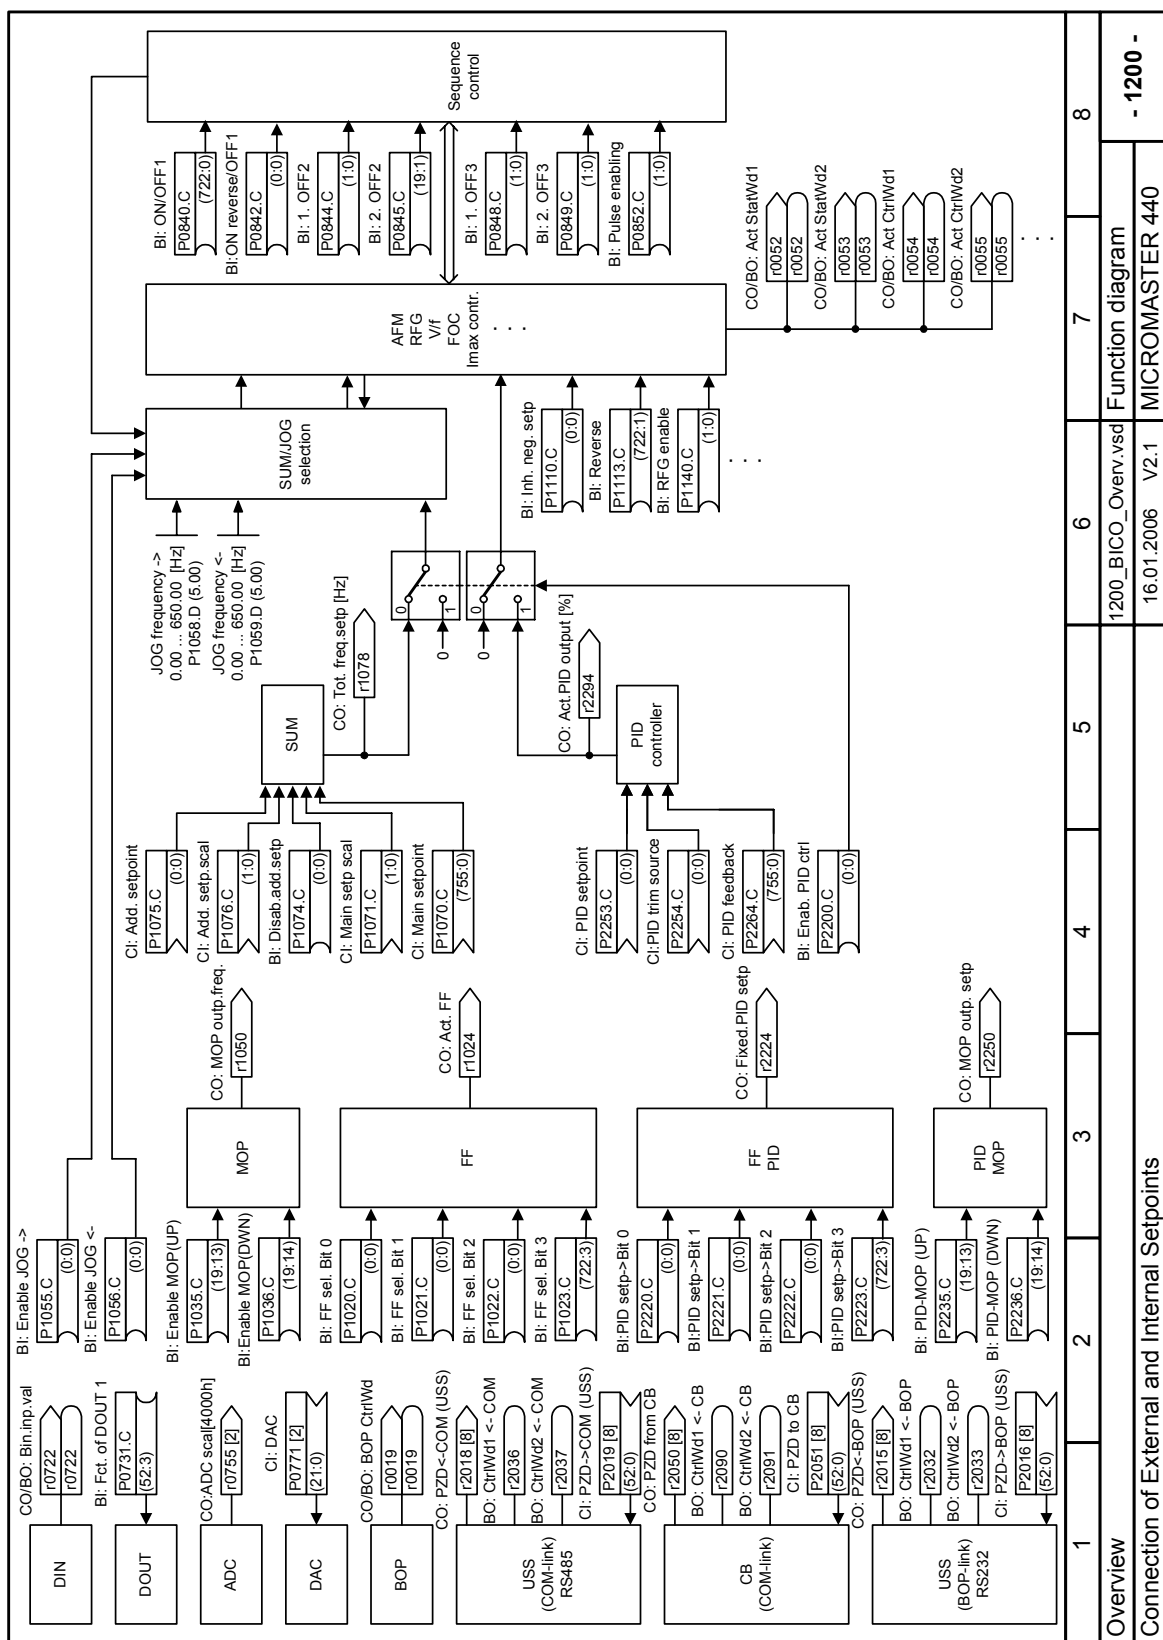 DIN
CO/BO: Bin.inp.val
r0722
r0722
DOUT
BI: Fct. of DOUT 1
P0731.C
(52:3)
ADC
CO:ADC scal[4000h]
r0755 [2]
DAC
CI: DAC
P0771 [2]
(21:0)
BOP
CO/BO: BOP CtrlWd
r0019
r0019
USS
(COM-link)
RS485
CO: PZD<-COM (USS)
r2018 [8]
BO: CtrlWd1 <- COM
r2036
BO: CtrlWd2 <- COM
r2037
CI: PZD->COM (USS)
P2019 [8]
(52:0)
CB
(COM-link)
CO: PZD from CB
r2050 [8]
BO: CtrlWd1 <- CB
r2090
BO: CtrlWd2 <- CB
r2091
CI: PZD to CB
P2051 [8]
(52:0)
USS
(BOP-link)
RS232
CO: PZD<-BOP (USS)
r2015 [8]
BO: CtrlWd1 <- BOP
r2032
BO: CtrlWd2 <- BOP
r2033
CI: PZD->BOP (USS)
P2016 [8]
(52:0)
BI: Enable JOG ->
P1055.C
(0:0)
BI: Enable JOG <-
P1056.C
(0:0)
BI: Enable MOP(UP)
P1035.C
(19:13)
BI:Enable MOP(DWN)
P1036.C
(19:14)
MOP
CO: MOP outp.freq.
r1050
BI: FF sel. Bit 0
P1020.C
(0:0)
BI: FF sel. Bit 1
P1021.C
(0:0)
BI: FF sel. Bit 2
P1022.C
(0:0)
BI: FF sel. Bit 3
P1023.C
(722:3)
FF
CO: Act. FF
r1024
BI:PID setp->Bit 0
P2220.C
(0:0)
BI:PID setp->Bit 1
P2221.C
(0:0)
BI:PID setp->Bit 2
P2222.C
(0:0)
BI:PID setp->Bit 3
P2223.C
(722:3)
FF
PID
CO: Fixed.PID setp
r2224
BI: PID-MOP (UP)
P2235.C
(19:13)
BI: PID-MOP (DWN)
P2236.C
(19:14)
PID
MOP
CO: MOP outp. setp
r2250
CI: Add. setpoint
P1075.C
(0:0)
CI: Add. setp.scal
P1076.C
(1:0)
BI: Disab.add.setp
P1074.C
(0:0)
CI: Main setp scal
P1071.C
(1:0)
CI: Main setpoint
P1070.C
(755:0)
SUM
CO: Tot. freq.setp [Hz]
r1078
CI: PID setpoint
P2253.C
(0:0)
CI:PID trim source
P2254.C
(0:0)
CI: PID feedback
P2264.C
(755:0)
BI: Enab. PID ctrl
P2200.C
(0:0)
PID
controller
CO: Act.PID output [%]
r2294
JOG frequency ->
0.00 ... 650.00 [Hz]
P1058.D (5.00)
JOG frequency <-
0.00 ... 650.00 [Hz]
P1059.D (5.00)
0
1
0
0
1
0
SUM/JOG
selection
BI: Inh. neg. setp
P1110.C
(0:0)
BI: Reverse
P1113.C
(722:1)
BI: RFG enable
P1140.C
(1:0)
. . .
AFM
RFG
V/f
FOC
Imax contr.
. . .
BI: ON/OFF1
P0840.C
(722:0)
BI:ON reverse/OFF1
P0842.C
(0:0)
BI: 1. OFF2
P0844.C
(1:0)
BI: 2. OFF2
P0845.C
(19:1)
BI: 1. OFF3
P0848.C
(1:0)
BI: 2. OFF3
P0849.C
(1:0)
BI: Pulse enabling
P0852.C
(1:0)
Sequence
control
CO/BO: Act StatWd1
r0052
r0052
CO/BO: Act StatWd2
r0053
r0053
CO/BO: Act CtrlWd1
r0054
r0054
CO/BO: Act CtrlWd2
r0055
r0055
. . .
1 2 3 4 5 6 7 8
Overview
Connection of External and Internal Setpoints
1200_BICO_Overv.vsd
16.01.2006 V2.1
Function diagram
MICROMASTER 440
- 1200 -